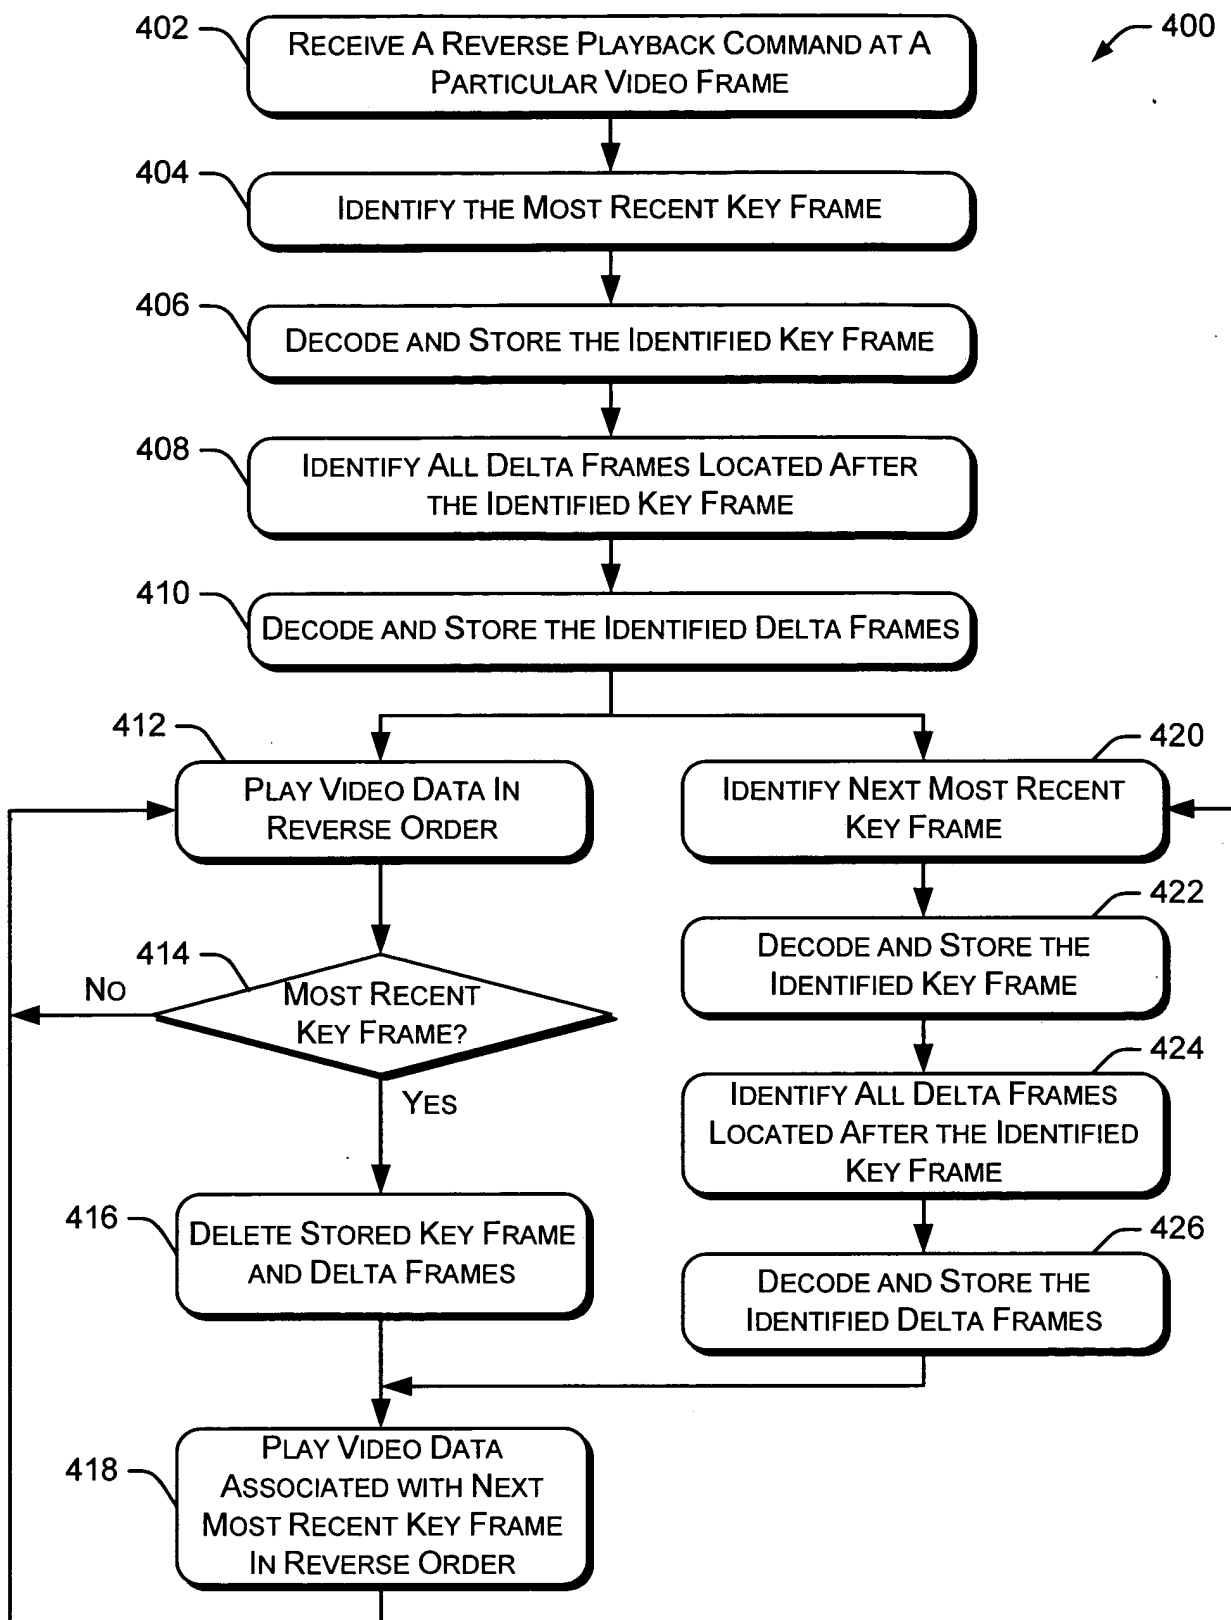 402
RECEIVE A REVERSE PLAYBACK COMMAND AT A
PARTICULAR VIDEO FRAME
400
404
IDENTIFY THE MOST RECENT KEY FRAME
406
DECODE AND STORE THE IDENTIFIED KEY FRAME
408
IDENTIFY ALL DELTA FRAMES LOCATED AFTER
THE IDENTIFIED KEY FRAME
410
DECODE AND STORE THE IDENTIFIED DELTA FRAMES
412
PLAY VIDEO DATA IN
REVERSE ORDER
414
NO
MOST RECENT
KEY FRAME?
YES
416
DELETE STORED KEY FRAME
AND DELTA FRAMES
420
IDENTIFY NEXT MOST RECENT
KEY FRAME
422
DECODE AND STORE THE
IDENTIFIED KEY FRAME
424
IDENTIFY ALL DELTA FRAMES
LOCATED AFTER THE IDENTIFIED
KEY FRAME
426
DECODE AND STORE THE
IDENTIFIED DELTA FRAMES
418
PLAY VIDEO DATA
ASSOCIATED WITH NEXT
MOST RECENT KEY FRAME
IN REVERSE ORDER